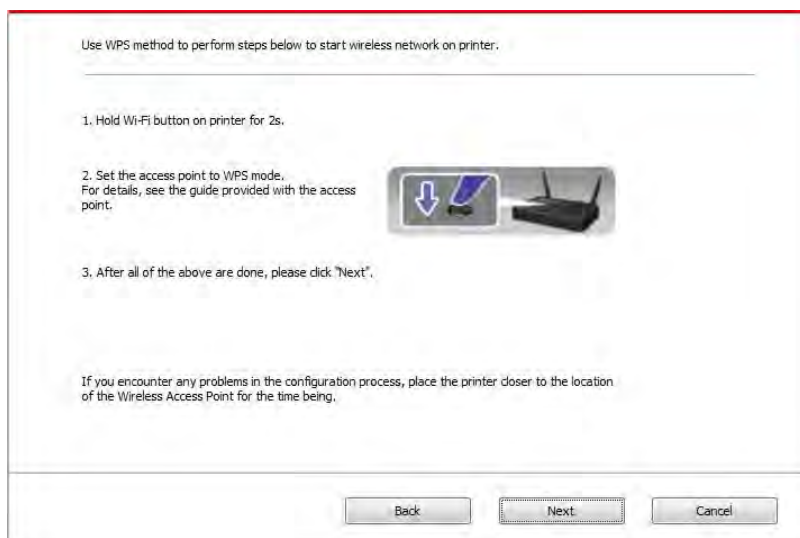 Use WPS method to perform steps below to start wireless network on printer.
1. Hold Wi-Fi button on printer for 2s.
2. Set the access point to WPS mode.
For details, see the guide provided with the access
point.
3. After all of the above are done, please click "Next".
If you encounter any problems in the configuration process, place the printer closer to the location
of the Wireless Access Point for the time being.
Back Next Cancel